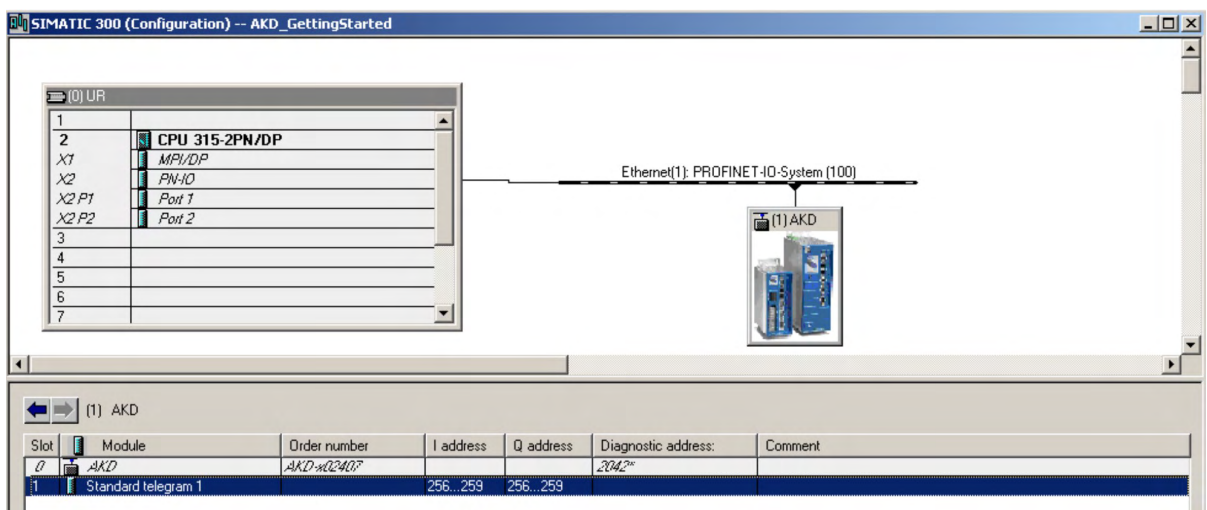 SIMATIC 300 (Configuration) -- AKD_GettingStarted
(0) UR
1
2 CPU 315-2PN/DP
X1 MPI/DP
X2 PN-IO
X2 P1 Port 1
X2 P2 Port 2
3
4
5
6
7
Ethernet(1): PROFINET-IO-System (100)
(1) AKD
(1) AKD
Slot Module Order number I address Q address Diagnostic address: Comment
0 AKD AKD-x02407 2042*
1 Standard telegram 1 256...259 256...259